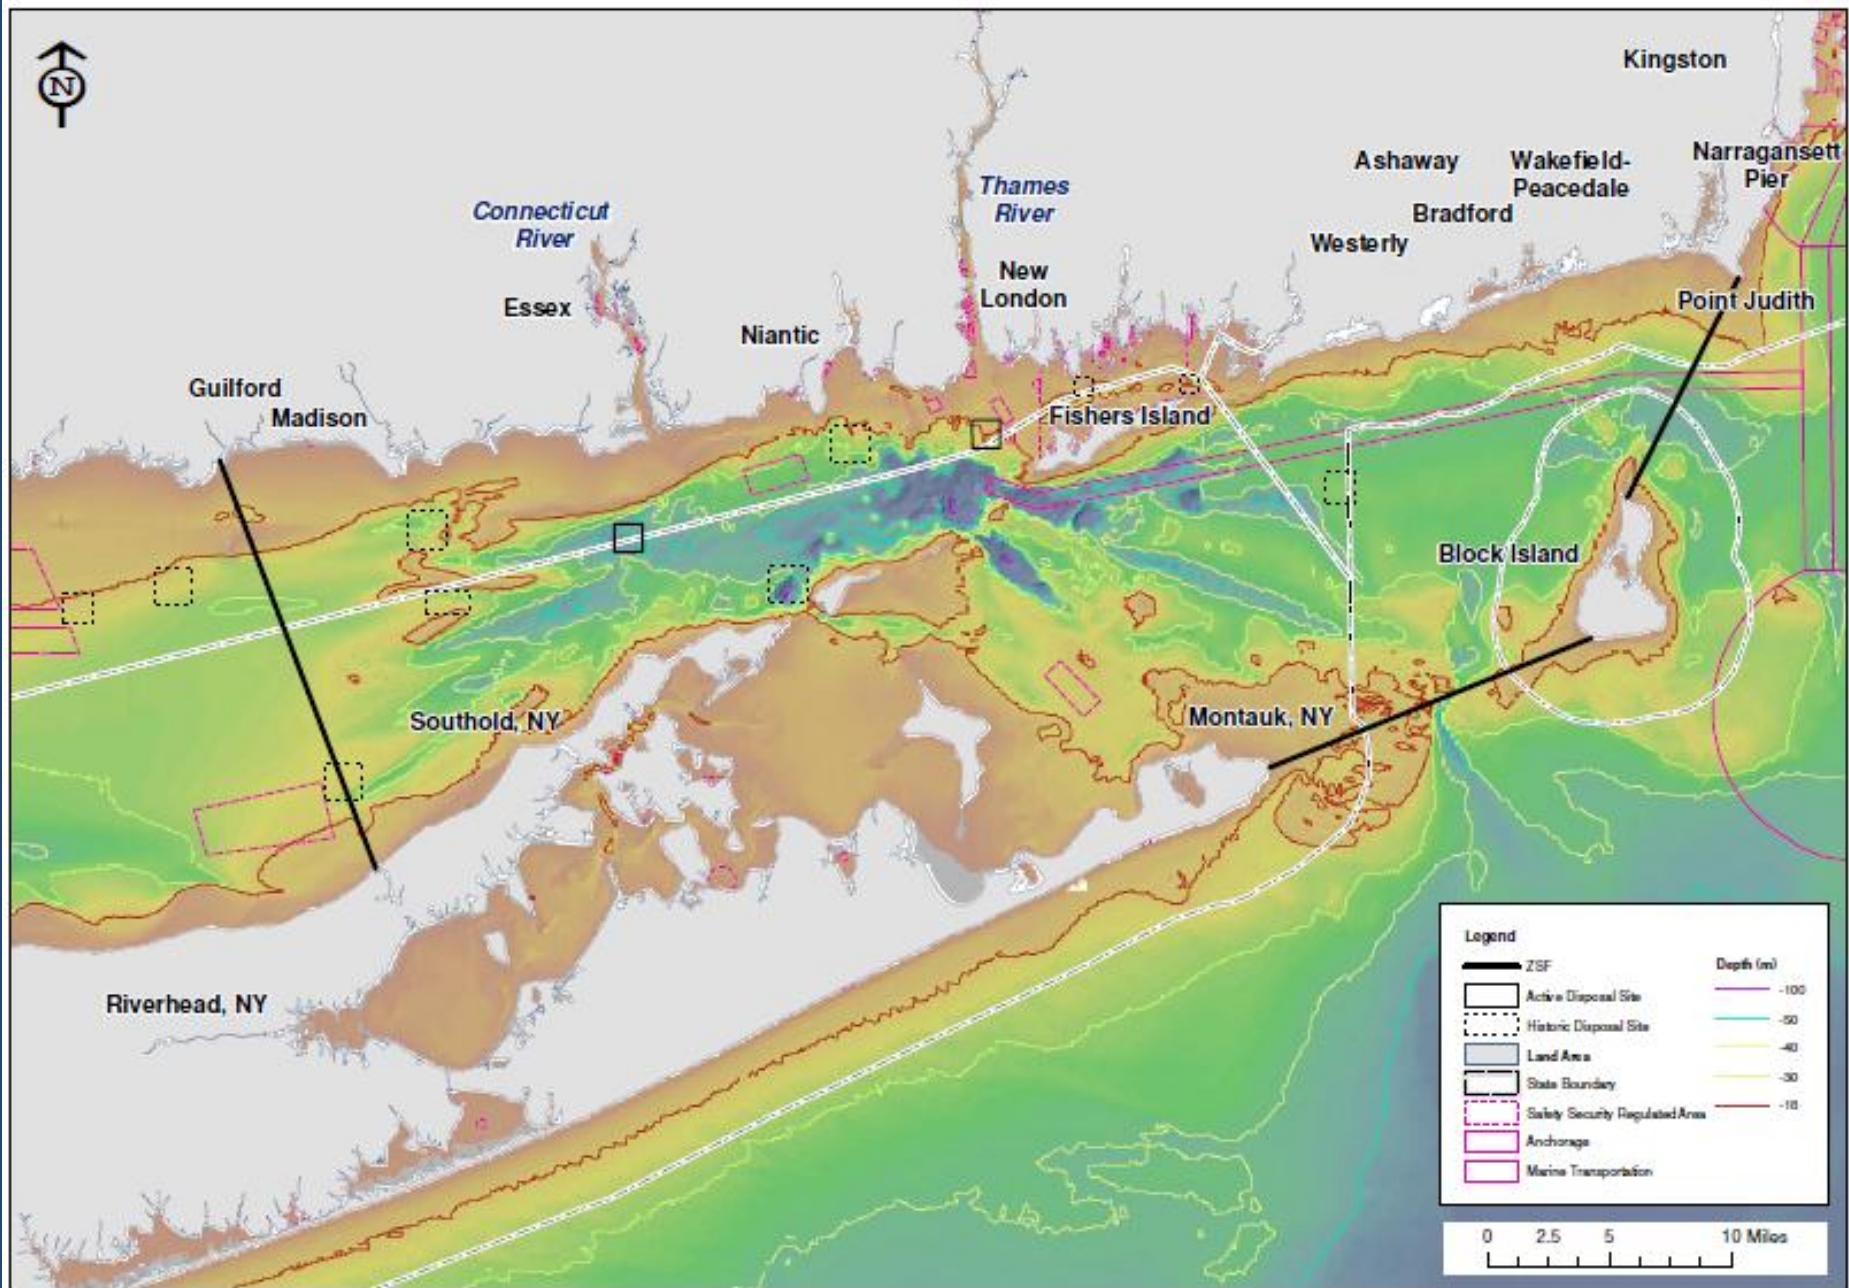 N
Kingston
Narragansett
Pier
Ashaway
Wakefield-
Peacedale
Bradford
Westerly
Thames
River
Connecticut
River
New
London
Essex
Niantic
Point Judith
Guilford
Madison
Fishers Island
Block Island
Southold, NY
Montauk, NY
Riverhead, NY
Legend
ZSF
Active Disposal Site
Historic Disposal Site
Land Area
State Boundary
Safety Security Regulated Area
Anchorage
Marine Transportation
Depth (m)
-100
-50
-40
-30
0 2.5 5 10 Miles